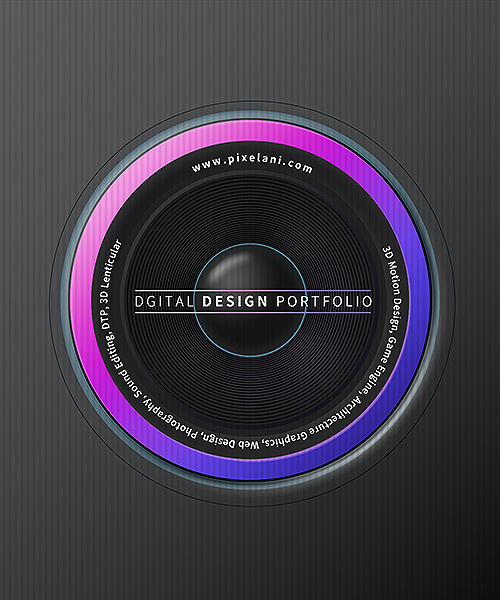 www.pixelani.com
DGITAL DESIGN PORTFOLIO
3D Motion Design, Game Engine, Architecture Graphics, Web Design, Photography, Sound Editing, DTP, 3D Lenticular